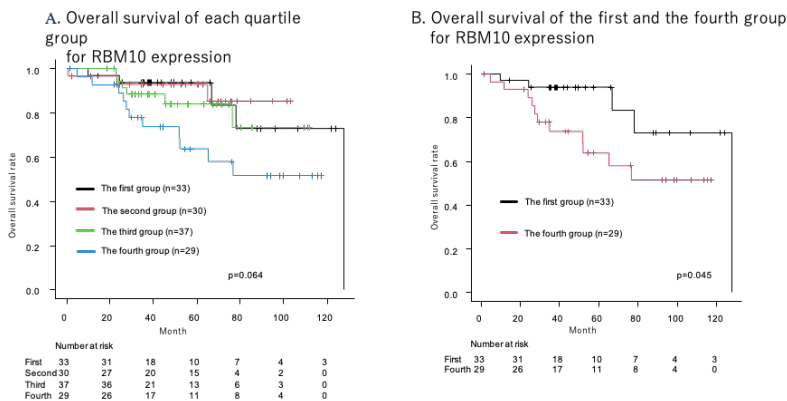 A. Overall survival of each quartile
group
for RBM10 expression
1.0
0.8
0.6
0.4
0.2
0.0
Overall survival rate
The first group (n=33)
The second group (n=30)
The third group (n=37)
The fourth group (n=29)
p=0.064
0 20 40 60 80 100 120
Month
Number at risk
First 33 31 18 10 7 4 3
Second 30 27 20 15 4 2 0
Third 37 36 21 13 6 3 0
Fourth 29 26 17 11 8 4 0
B. Overall survival of the first and the fourth group
for RBM10 expression
1.0
0.8
0.6
0.4
0.2
0.0
Overall survival rate
The first group (n=33)
The fourth group (n=29)
p=0.045
0 20 40 60 80 100 120
Month
Number at risk
First 33 31 18 10 7 4 3
Fourth 29 26 17 11 8 4 0